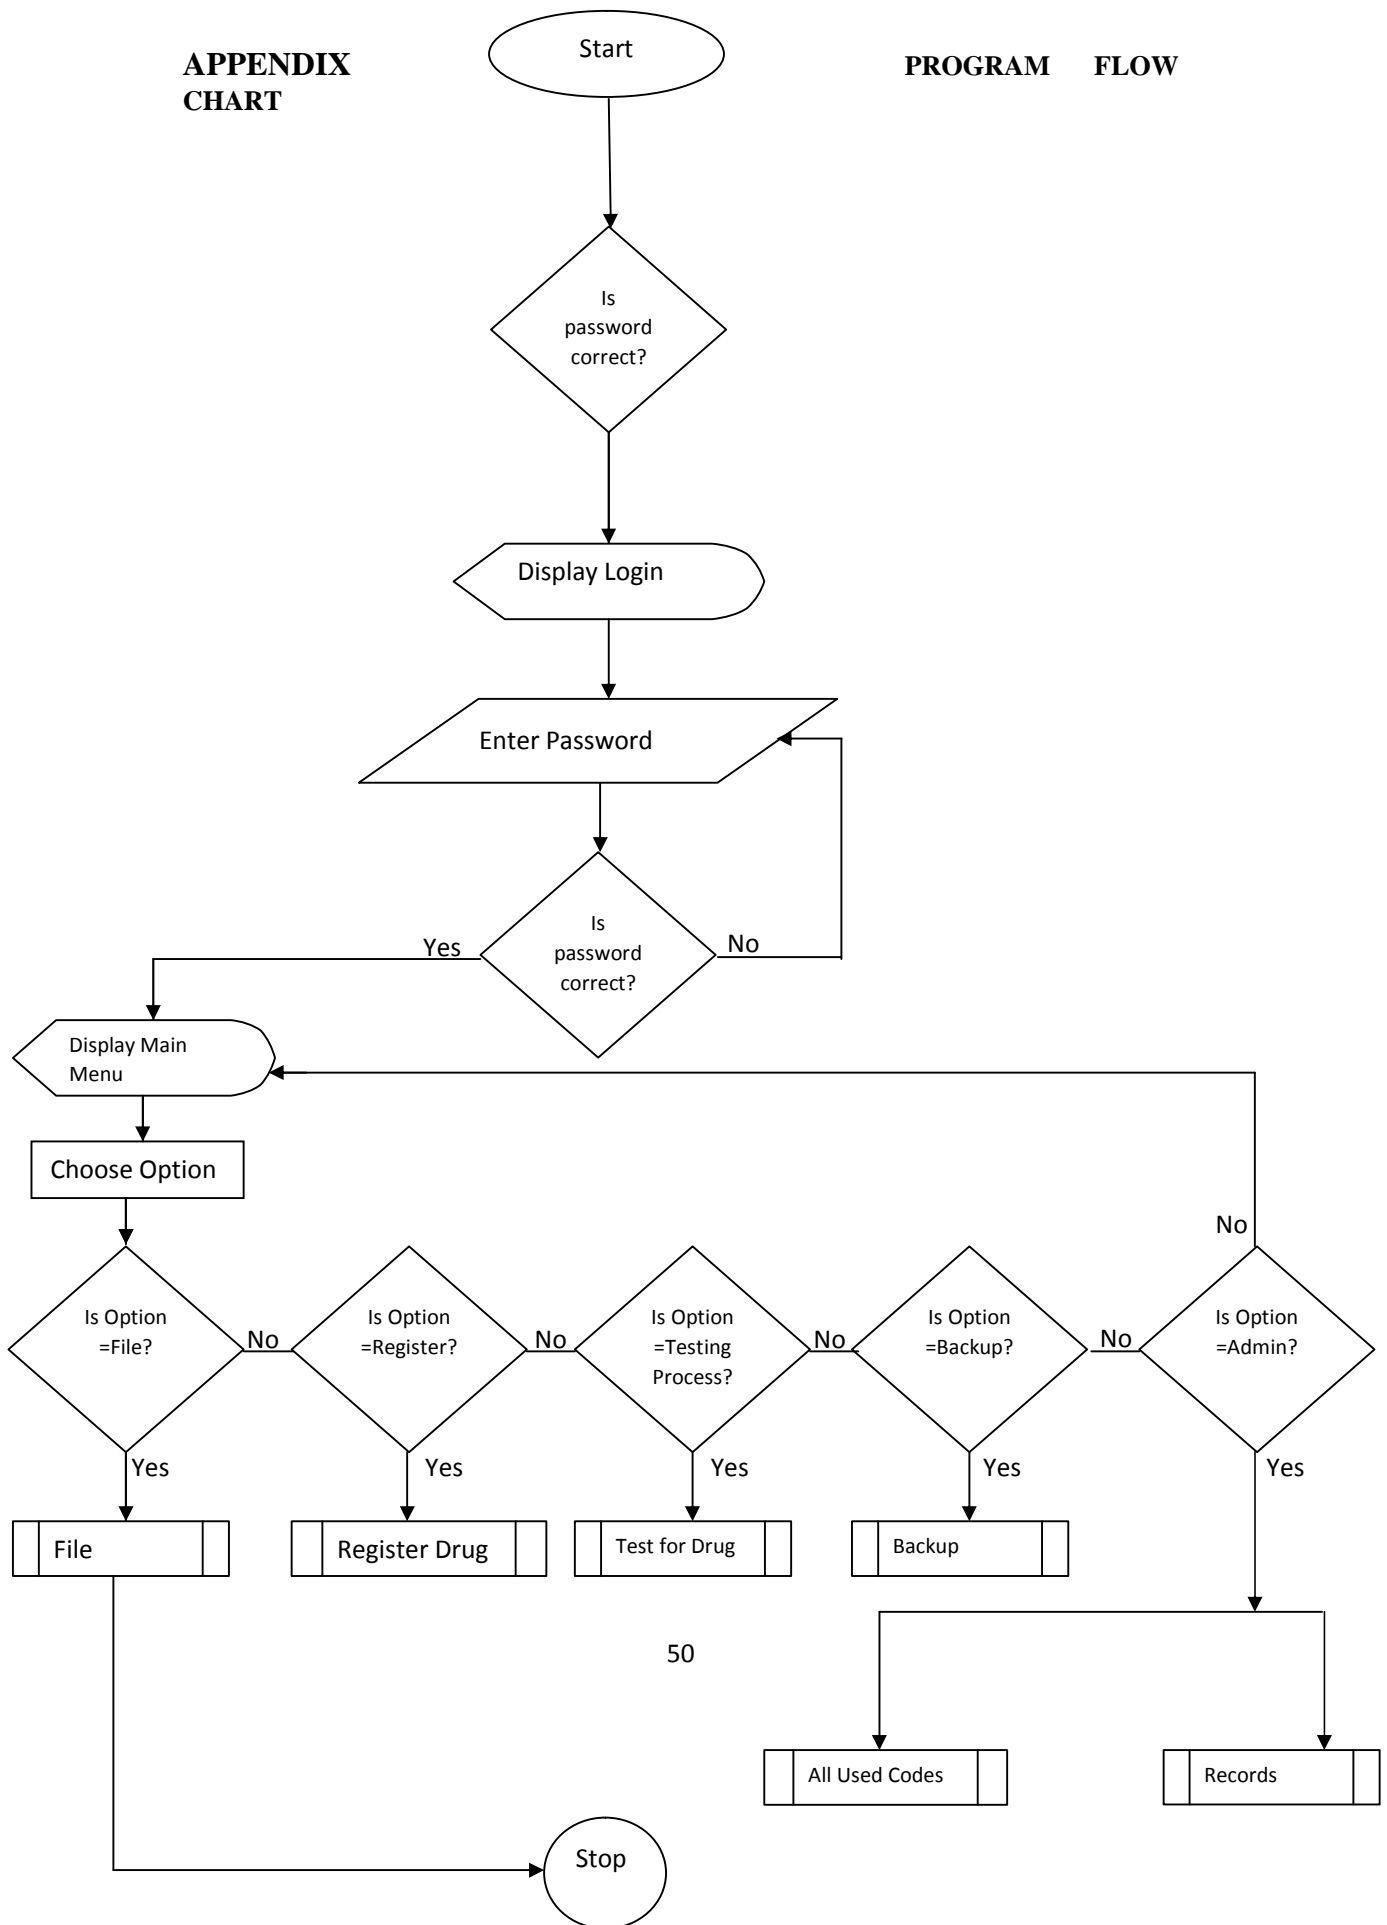 Start
APPENDIX PROGRAM FLOW
CHART
Is
password
correct?
Display Login
Enter Password
Is
password
correct?
Yes
No
Display Main
Menu
Choose Option
No
Is Option
=File?
No
Is Option
=Register?
No
Is Option
=Testing
Process?
No
Is Option
=Backup?
No
Is Option
=Admin?
Yes
Yes
Yes
Yes
Yes
File
Register Drug
Test for Drug
Backup
50
All Used Codes
Records
Stop